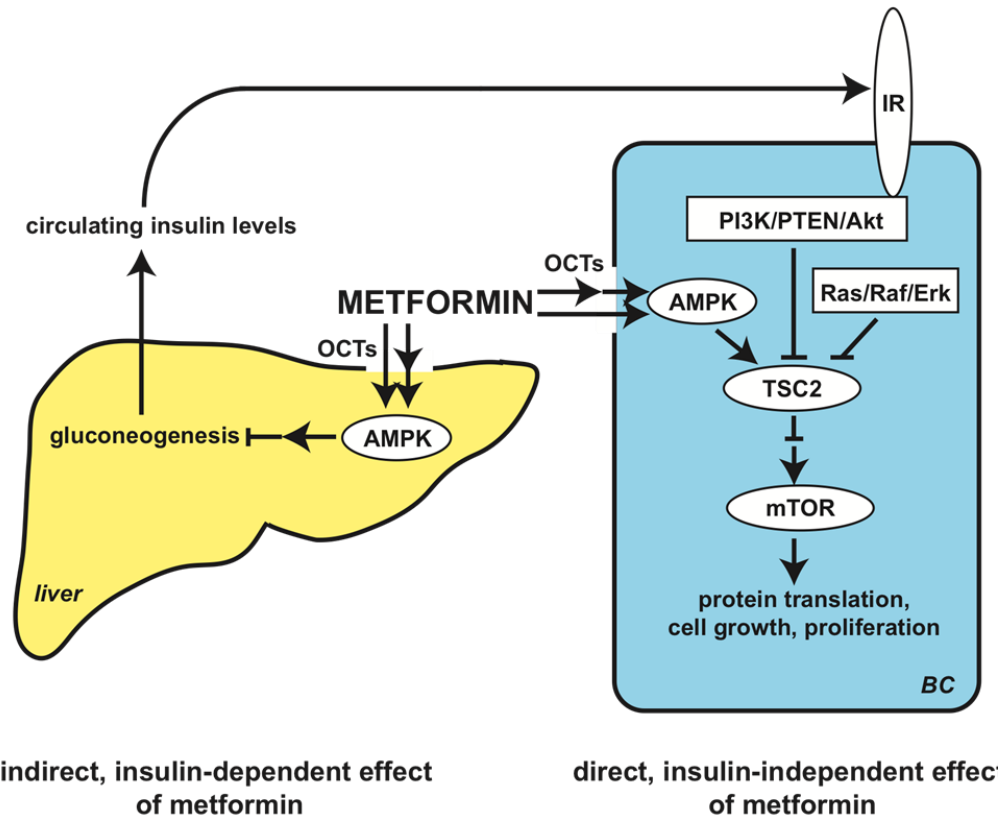 IR
circulating insulin levels
PI3K/PTEN/Akt
OCTs
METFORMIN
AMPK
Ras/Raf/Erk
OCTs
TSC2
gluconeogenesis
AMPK
mTOR
liver
protein translation,
cell growth, proliferation
BC
indirect, insulin-dependent effect
of metformin
direct, insulin-independent effect
of metformin